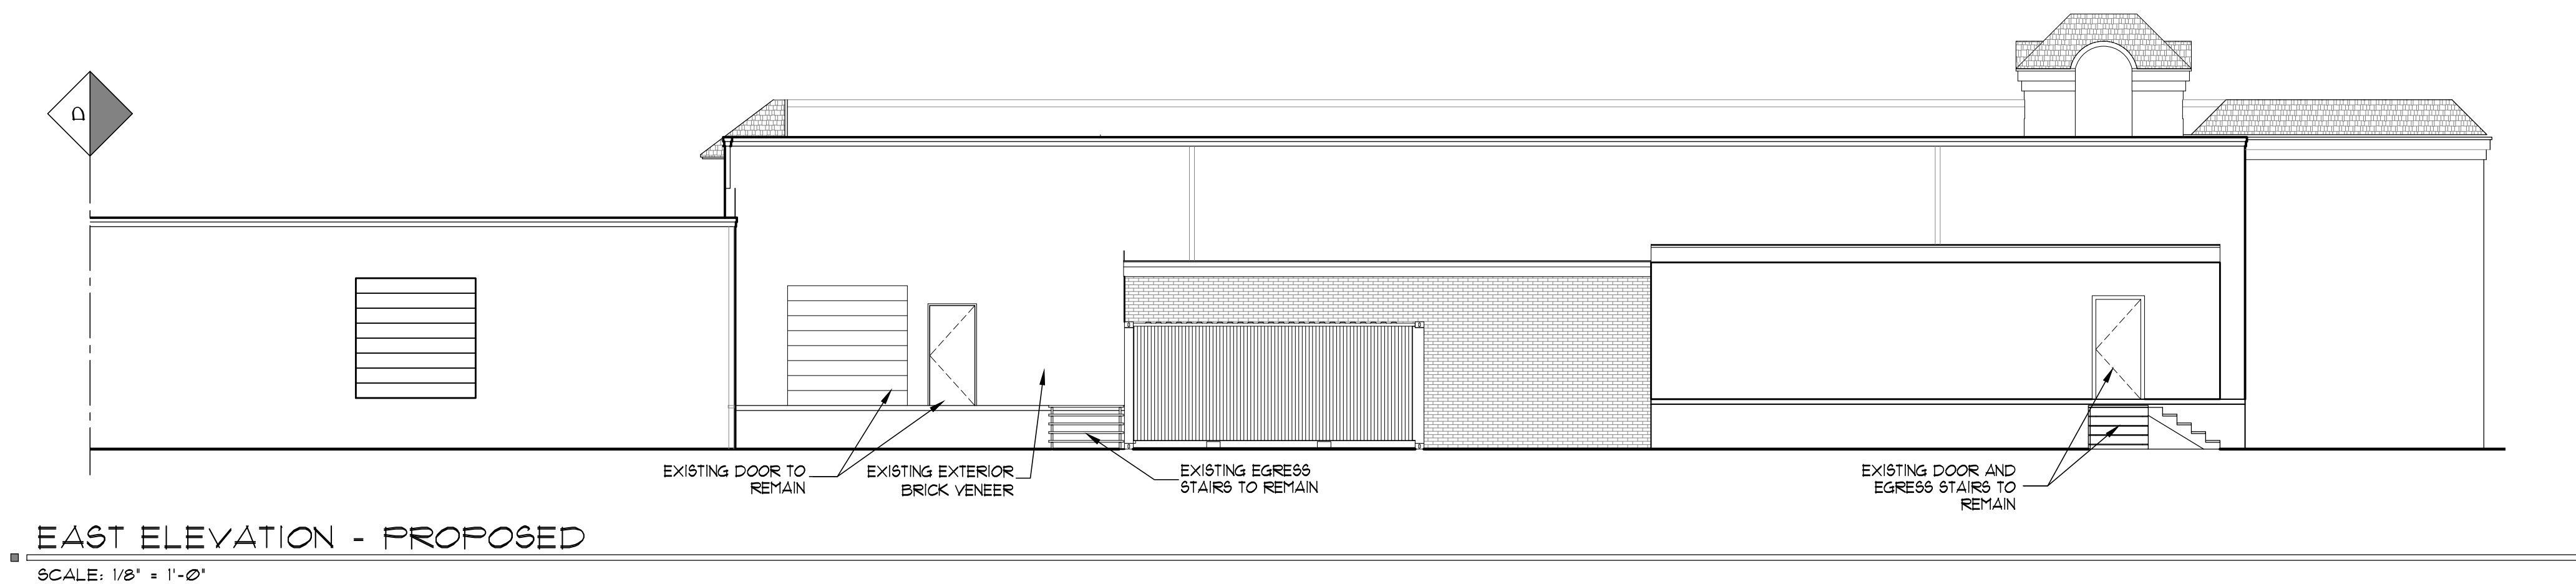 D
EXISTING DOOR TO
REMAIN
EXISTING EXTERIOR
BRICK VENEER
EXISTING EGRESS
STAIRS TO REMAIN
EXISTING DOOR AND
EGRESS STAIRS TO
REMAIN
EAST ELEVATION - PROPOSED
SCALE: 1/8" = 1'-0"